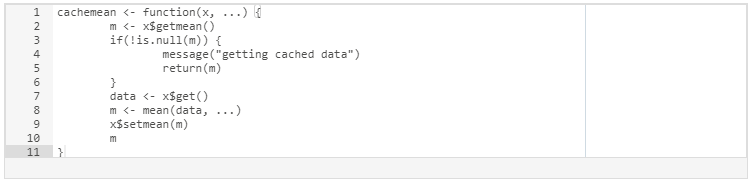 1 cachemean <- function(x, ...) {
2         m <- x$getmean()
3         if(!is.null(m)) {
4                 message("getting cached data")
5                 return(m)
6         }
7         data <- x$get()
8         m <- mean(data, ...)
9         x$setmean(m)
10         m
11 }